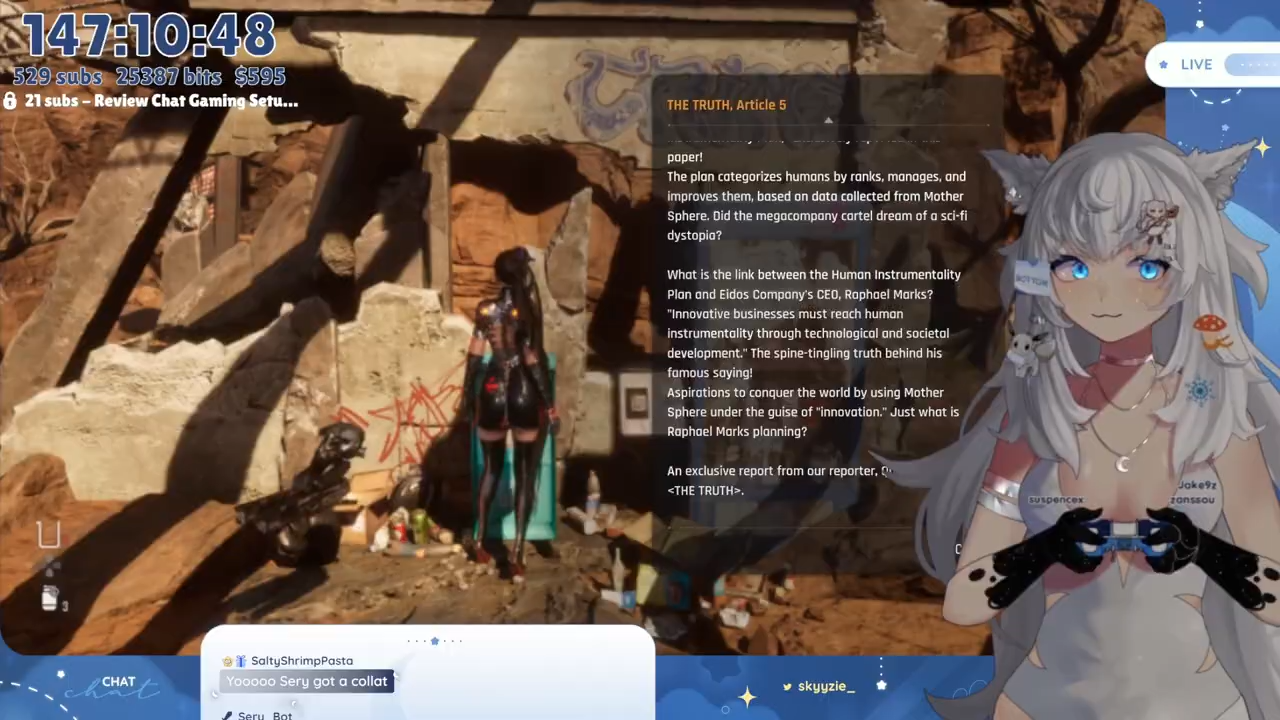 147:10:48
529 subs 25387 bits $595
21 subs – Review Chat Gaming Setu...
LIVE
THE TRUTH, Article 5
paper!
The plan categorizes humans by ranks, manages, and
improves them, based on data collected from Mother
Sphere. Did the megacompany cartel dream of a sci-fi
dystopia?
What is the link between the Human Instrumentality
Plan and Eidos Company's CEO, Raphael Marks?
"Innovative businesses must reach human
instrumentality through technological and societal
development." The spine-tingling truth behind his
famous saying!
Aspirations to conquer the world by using Mother
Sphere under the guise of "innovation." Just what is
Raphael Marks planning?
An exclusive report from our reporter,
<THE TRUTH>.
BOTTOM
suspencex
Jake9z
zanssou
3
CHAT
chat
SaltyShrimpPasta
Yooooo Sery got a collat
Sery_Bot
skyyzie_